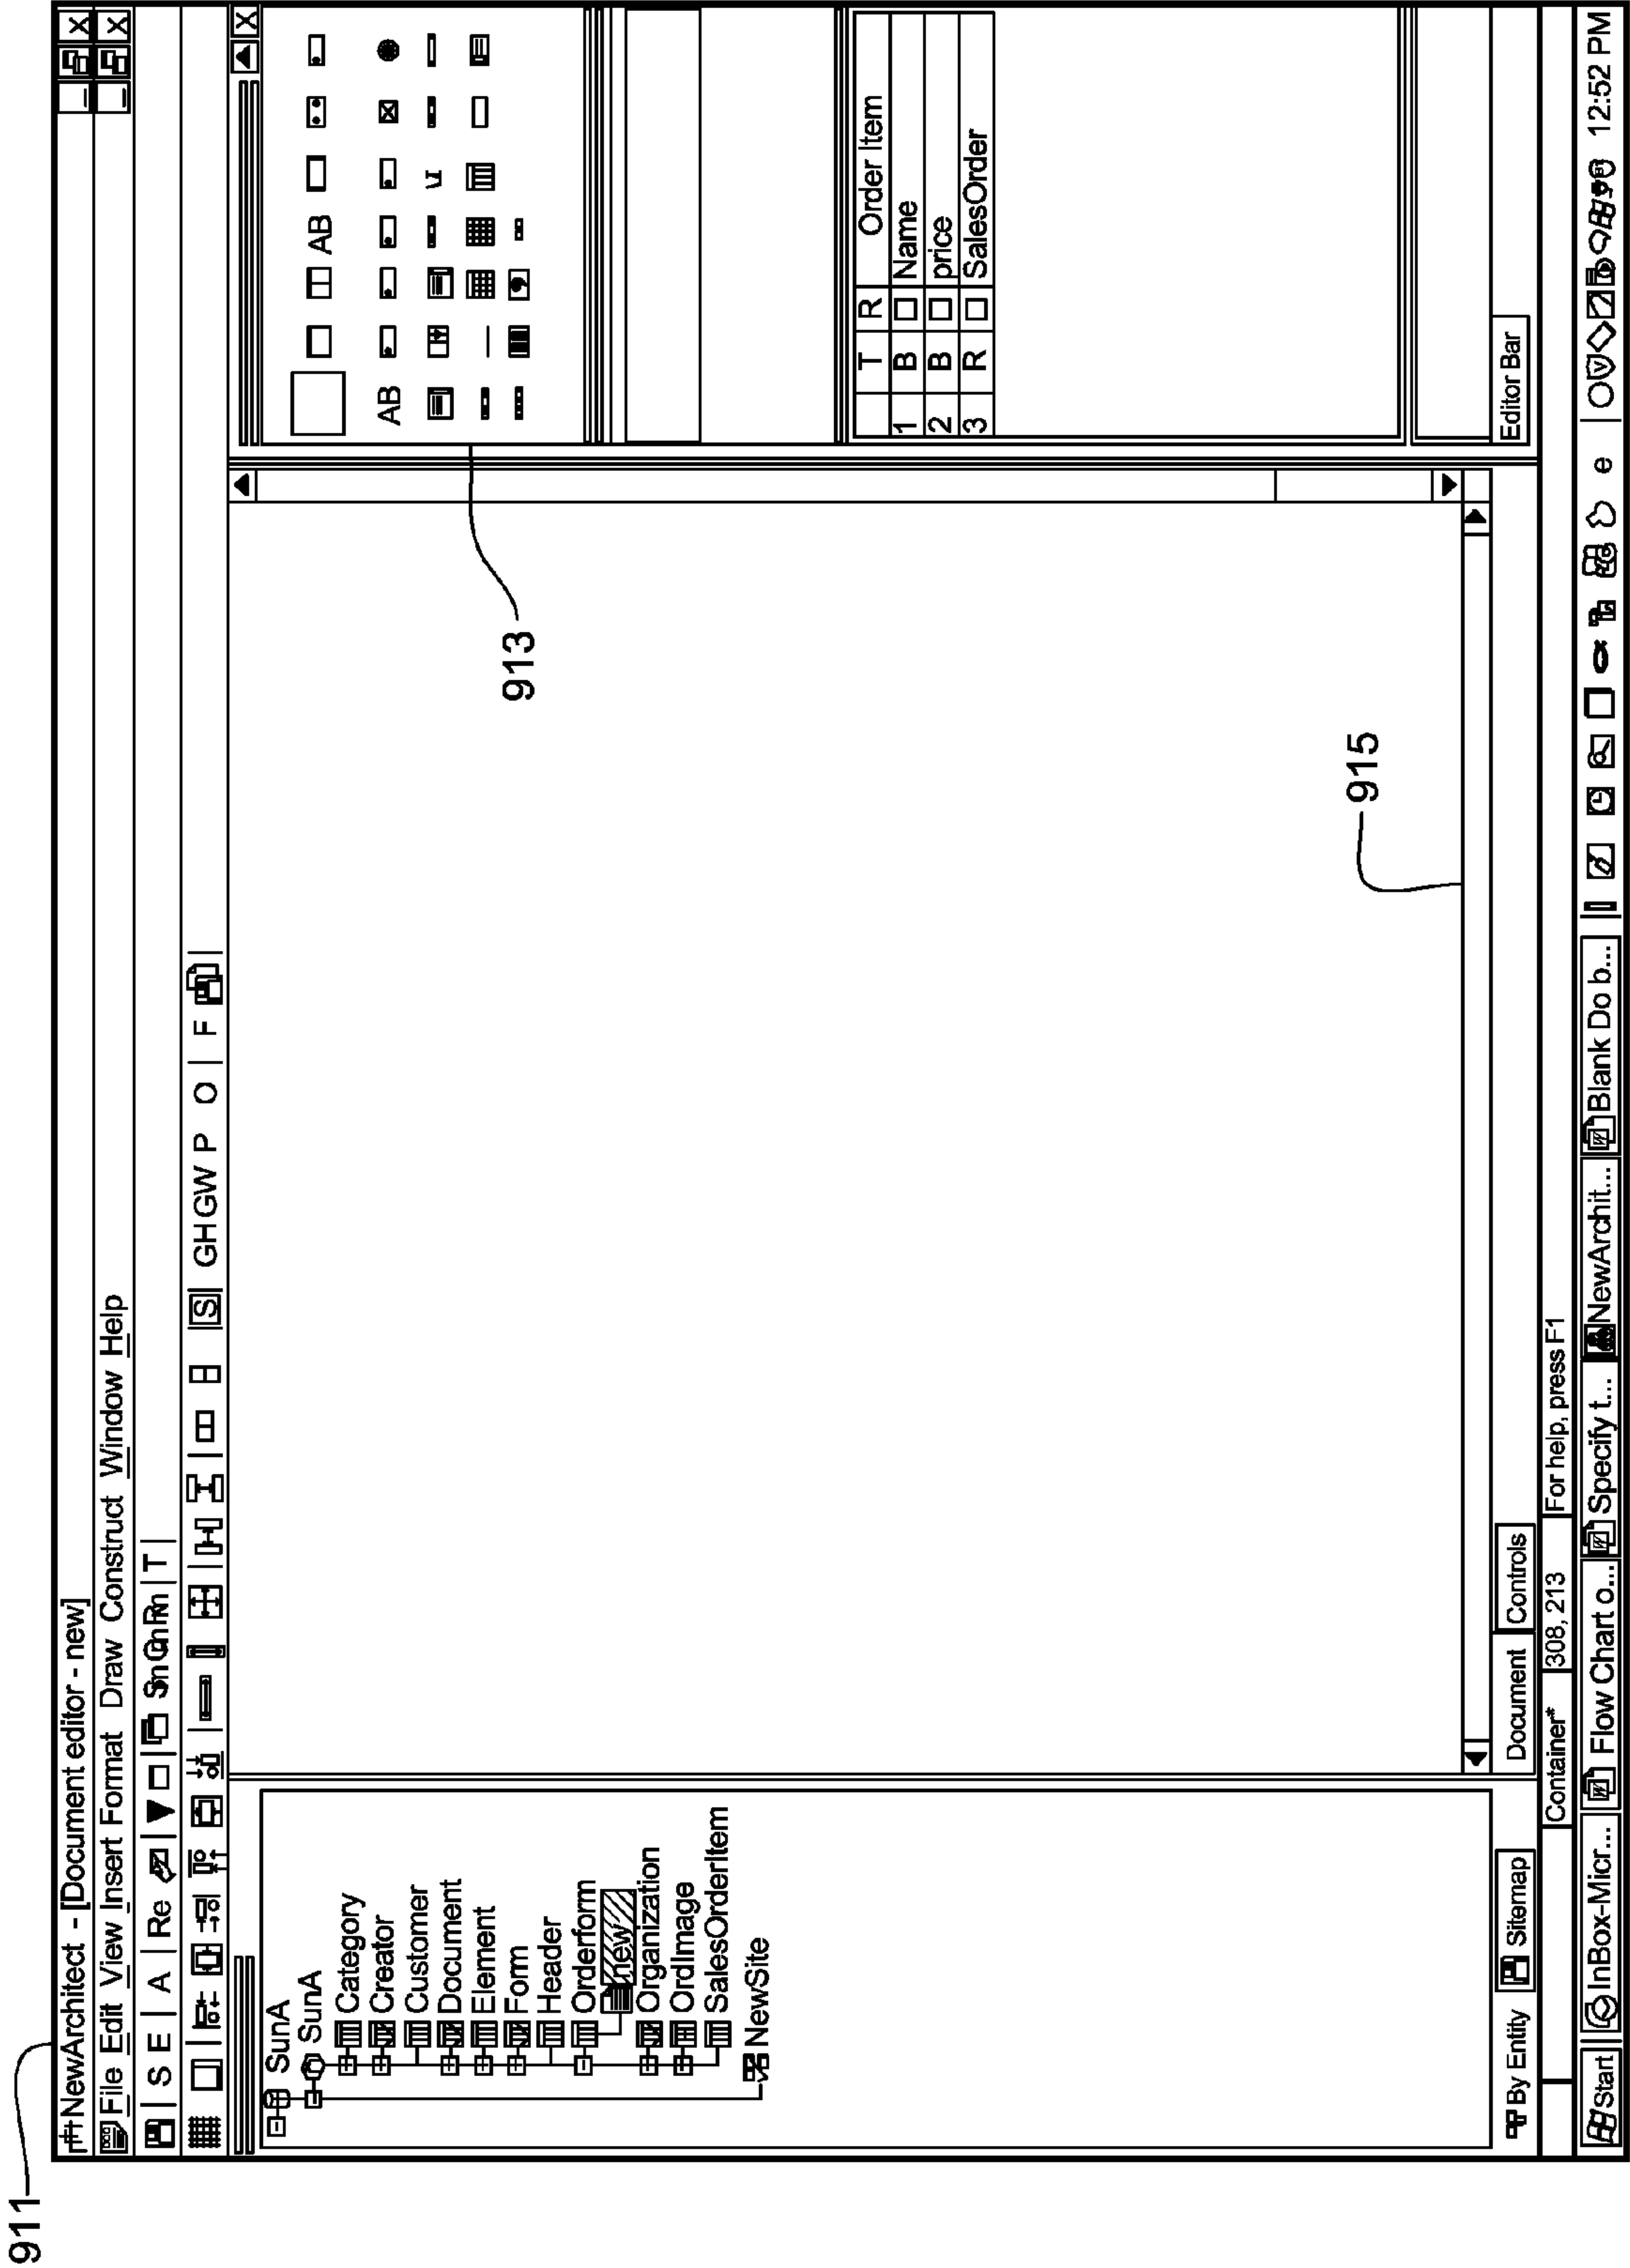 911
NewArchitect - [Document editor - new]
File Edit View Insert Format Draw Construct Window Help
S E A Re T
S GHGW P O F
SunA
SunA
Category
Creator
Customer
Document
Element
Form
Header
Orderform
new
Organization
OrdImage
SalesOrderItem
NewSite
By Entity Sitemap
913
915
AB
AB
T R Order Item
1 B Name
2 B price
3 R SalesOrder
Document Controls
Editor Bar
Container* 308, 213 For help, press F1
Start InBox-Micr... Flow Chart o... Specify t... NewArchit... Blank Do b... e 12:52 PM